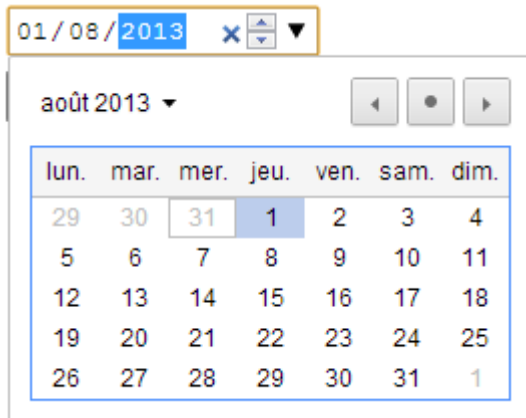 01/08/2013
août 2013
lun. mar. mer. jeu. ven. sam. dim.
29 30 31 1 2 3 4
5 6 7 8 9 10 11
12 13 14 15 16 17 18
19 20 21 22 23 24 25
26 27 28 29 30 31 1